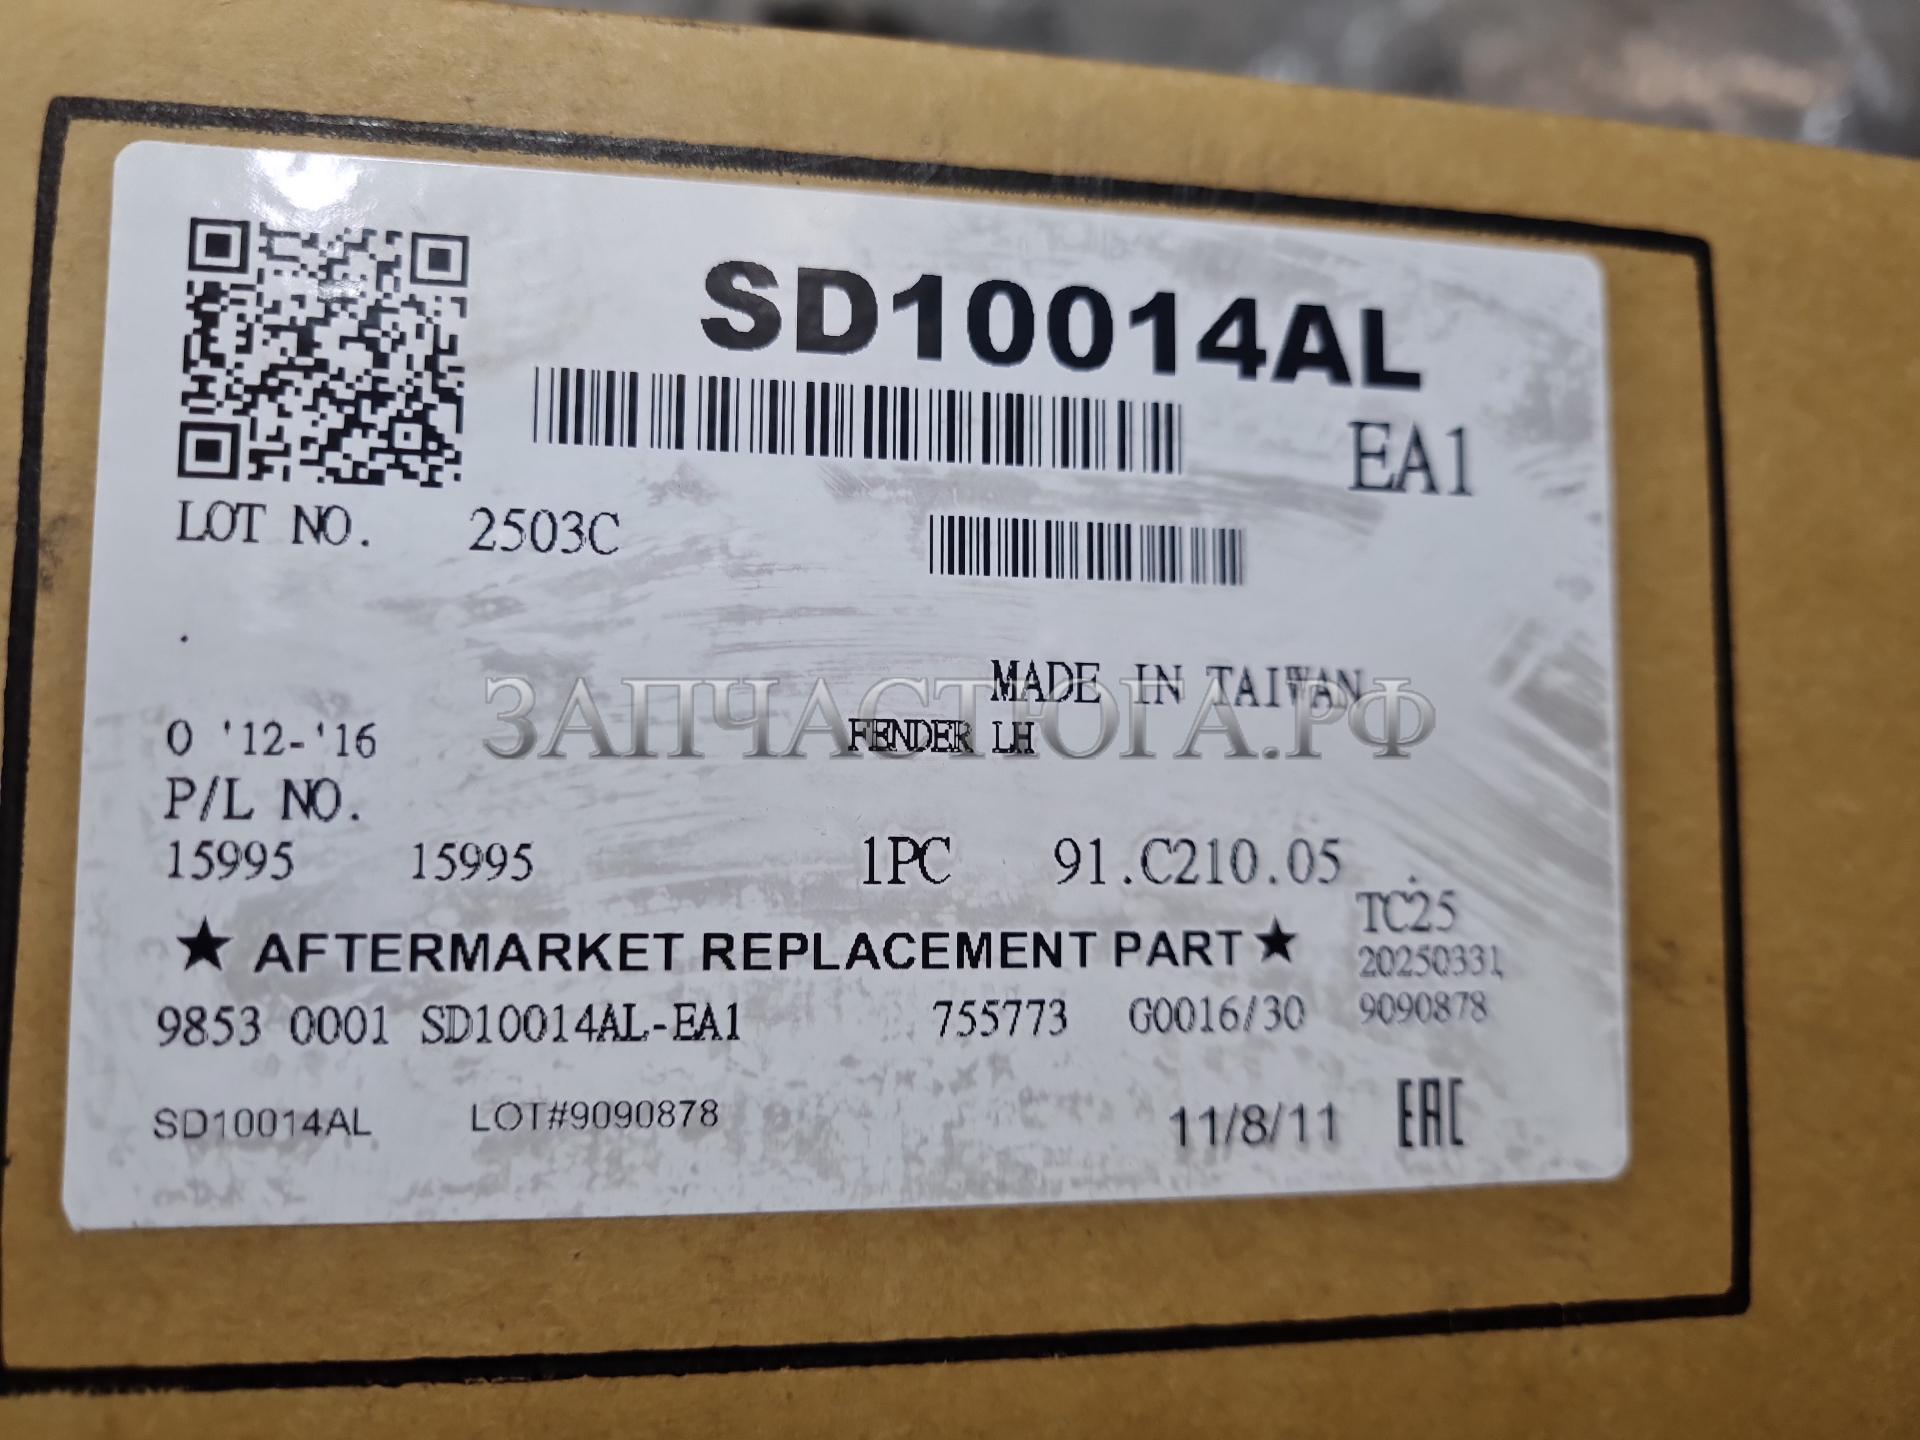 SD10014AL
EA1
LOT NO. 2503C
MADE IN TAIWAN
ЗАПЧАСТЮГА.РФ
O '12-'16 FENDER LH
P/L NO.
15995 15995 1PC 91.C210.05
TC25
★ AFTERMARKET REPLACEMENT PART ★ 20250331
9853 0001 SD10014AL-EA1 755773 G0016/30 9090878
SD10014AL LOT#9090878 11/8/11 EAC